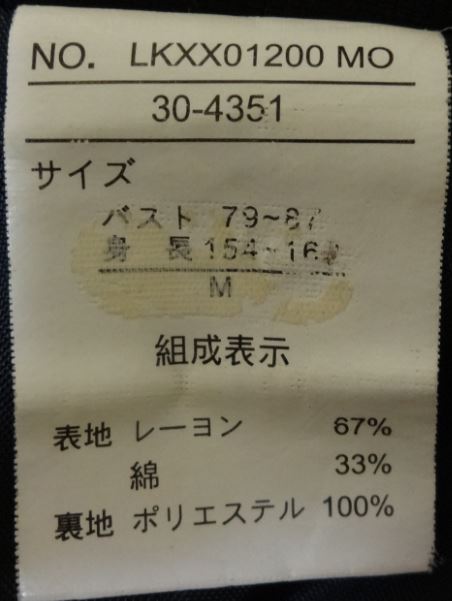 NO. LKXX01200 MO
30-4351
サイズ
バスト 79~87
身 長
M
組成表示
表地 レーヨン 67%
綿 33%
裏地 ポリエステル 100%